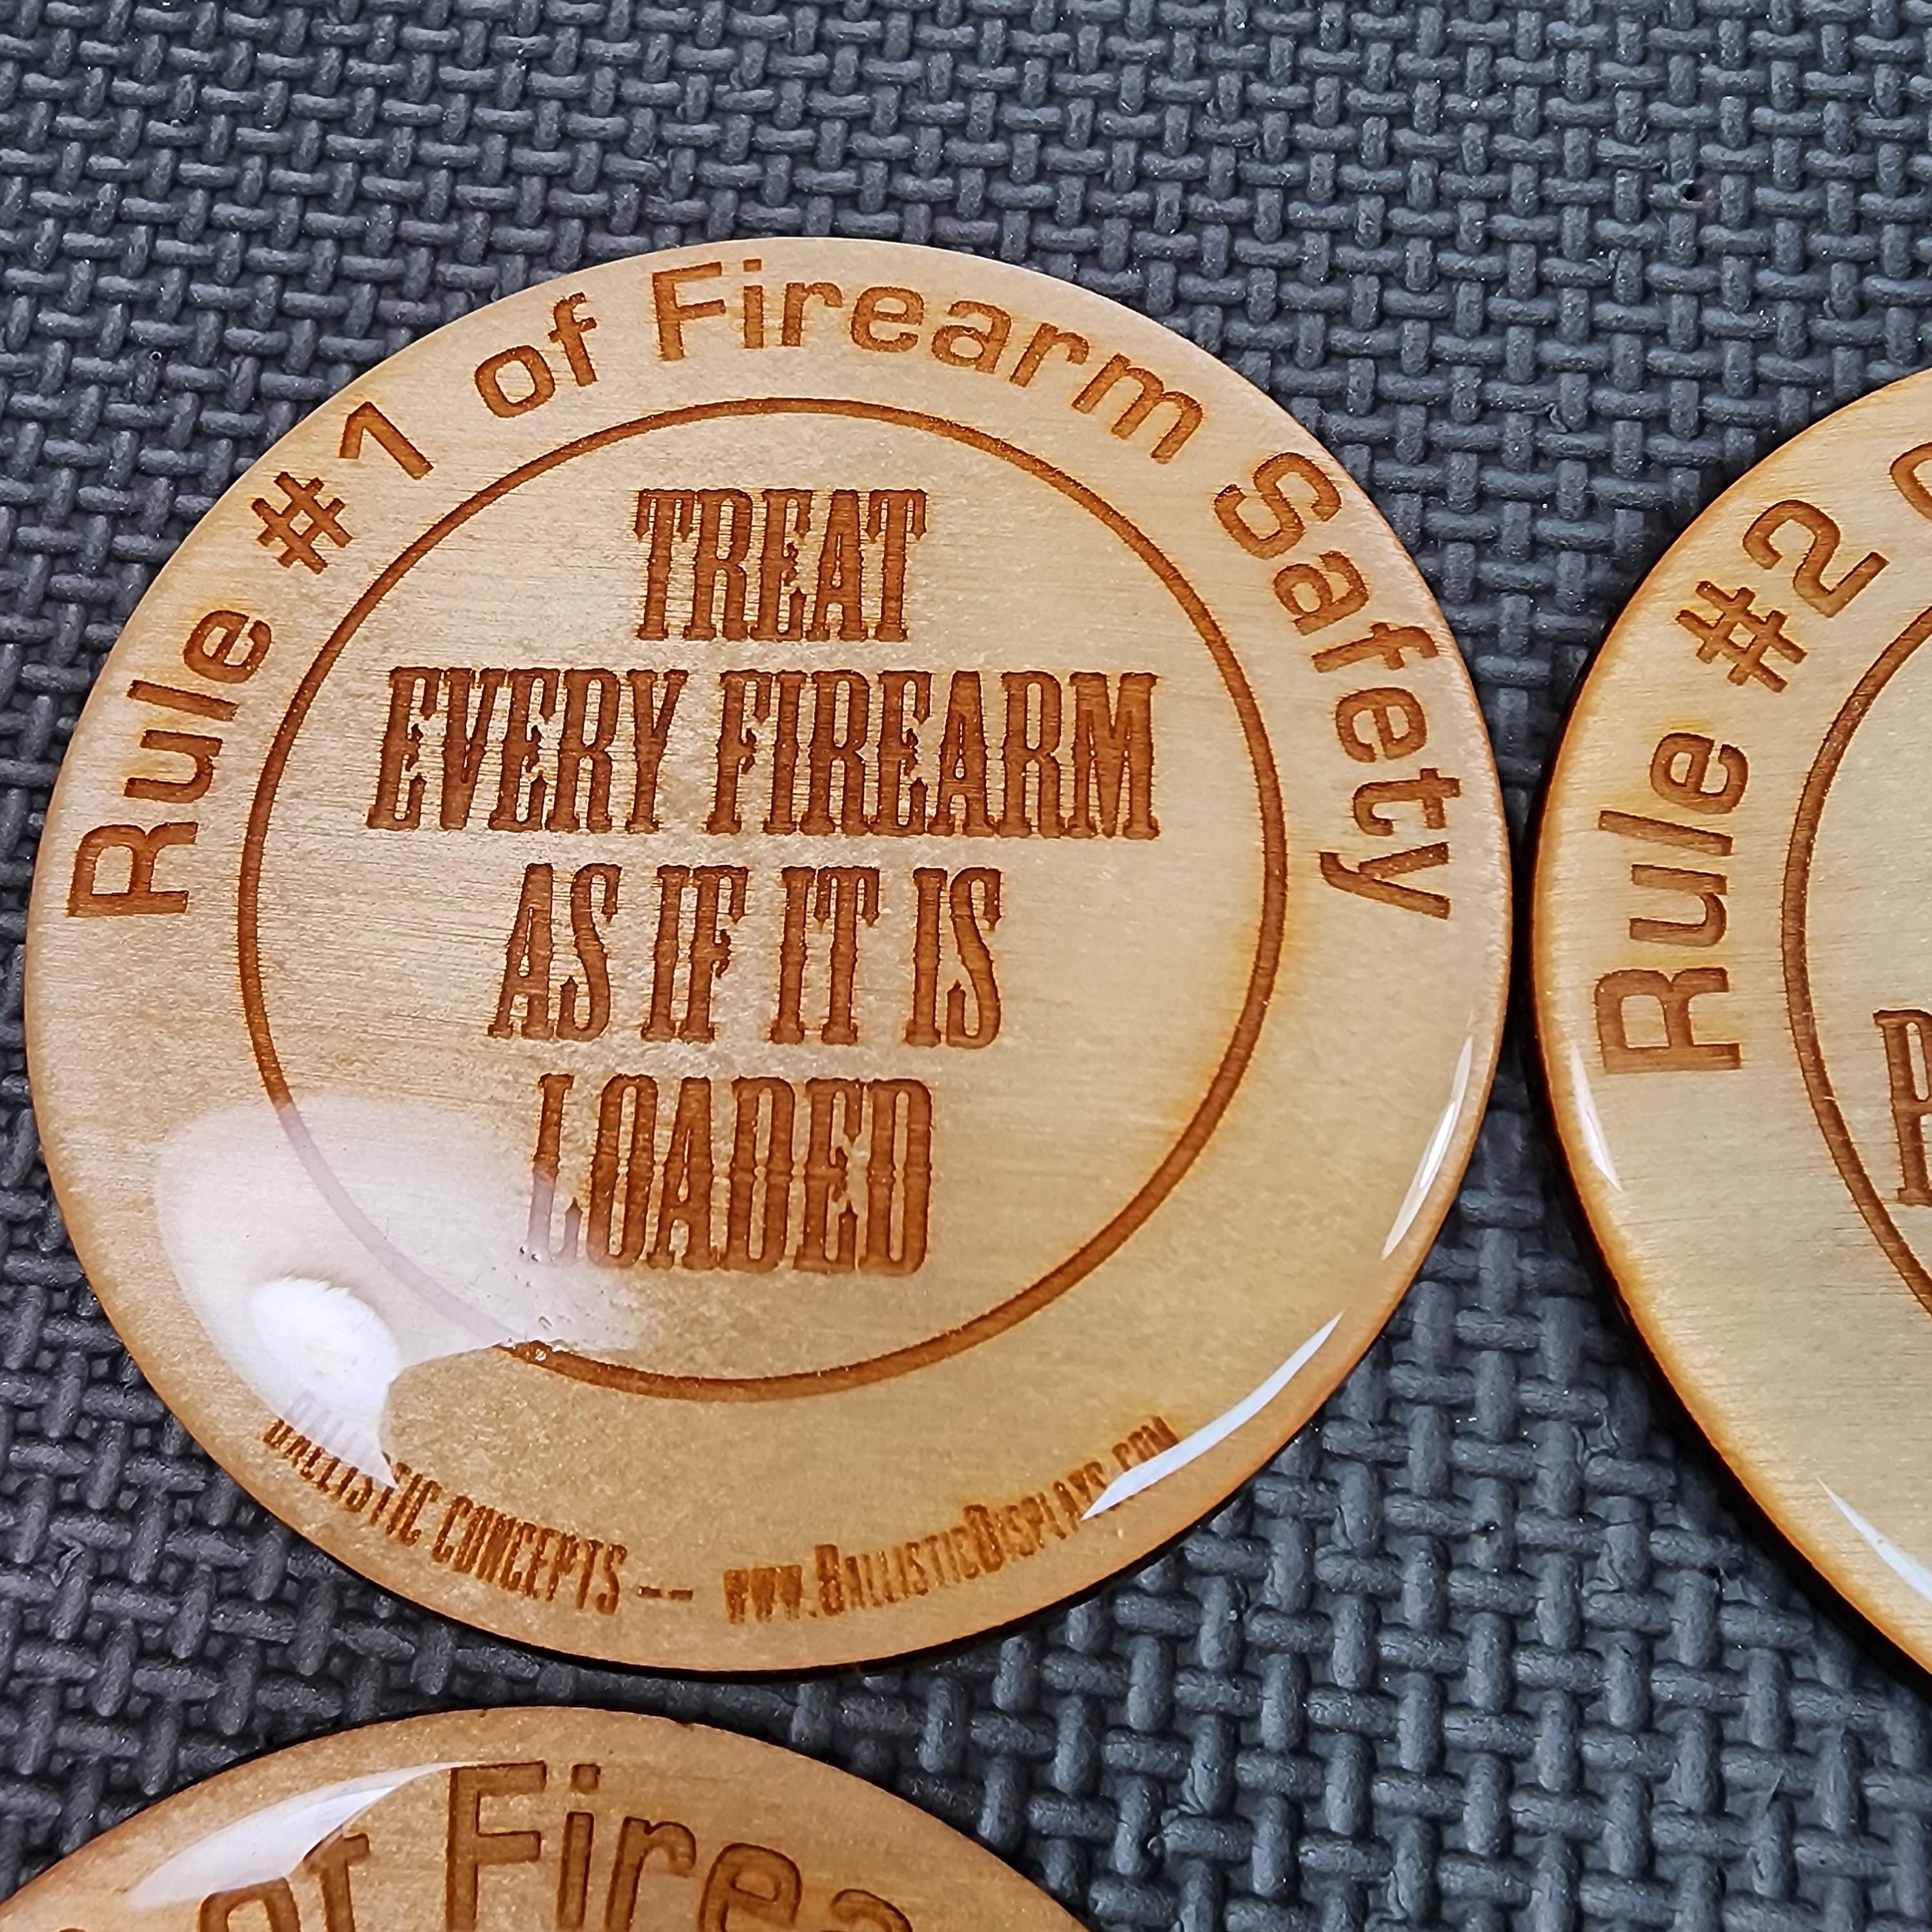 Rule #1 of Firearm Safety
TREAT
EVERY FIREARM
AS IF IT IS
LOADED
BALLISTIC CONCEPTS -- www.BallisticDisplays.com
Rule #2
of Firea